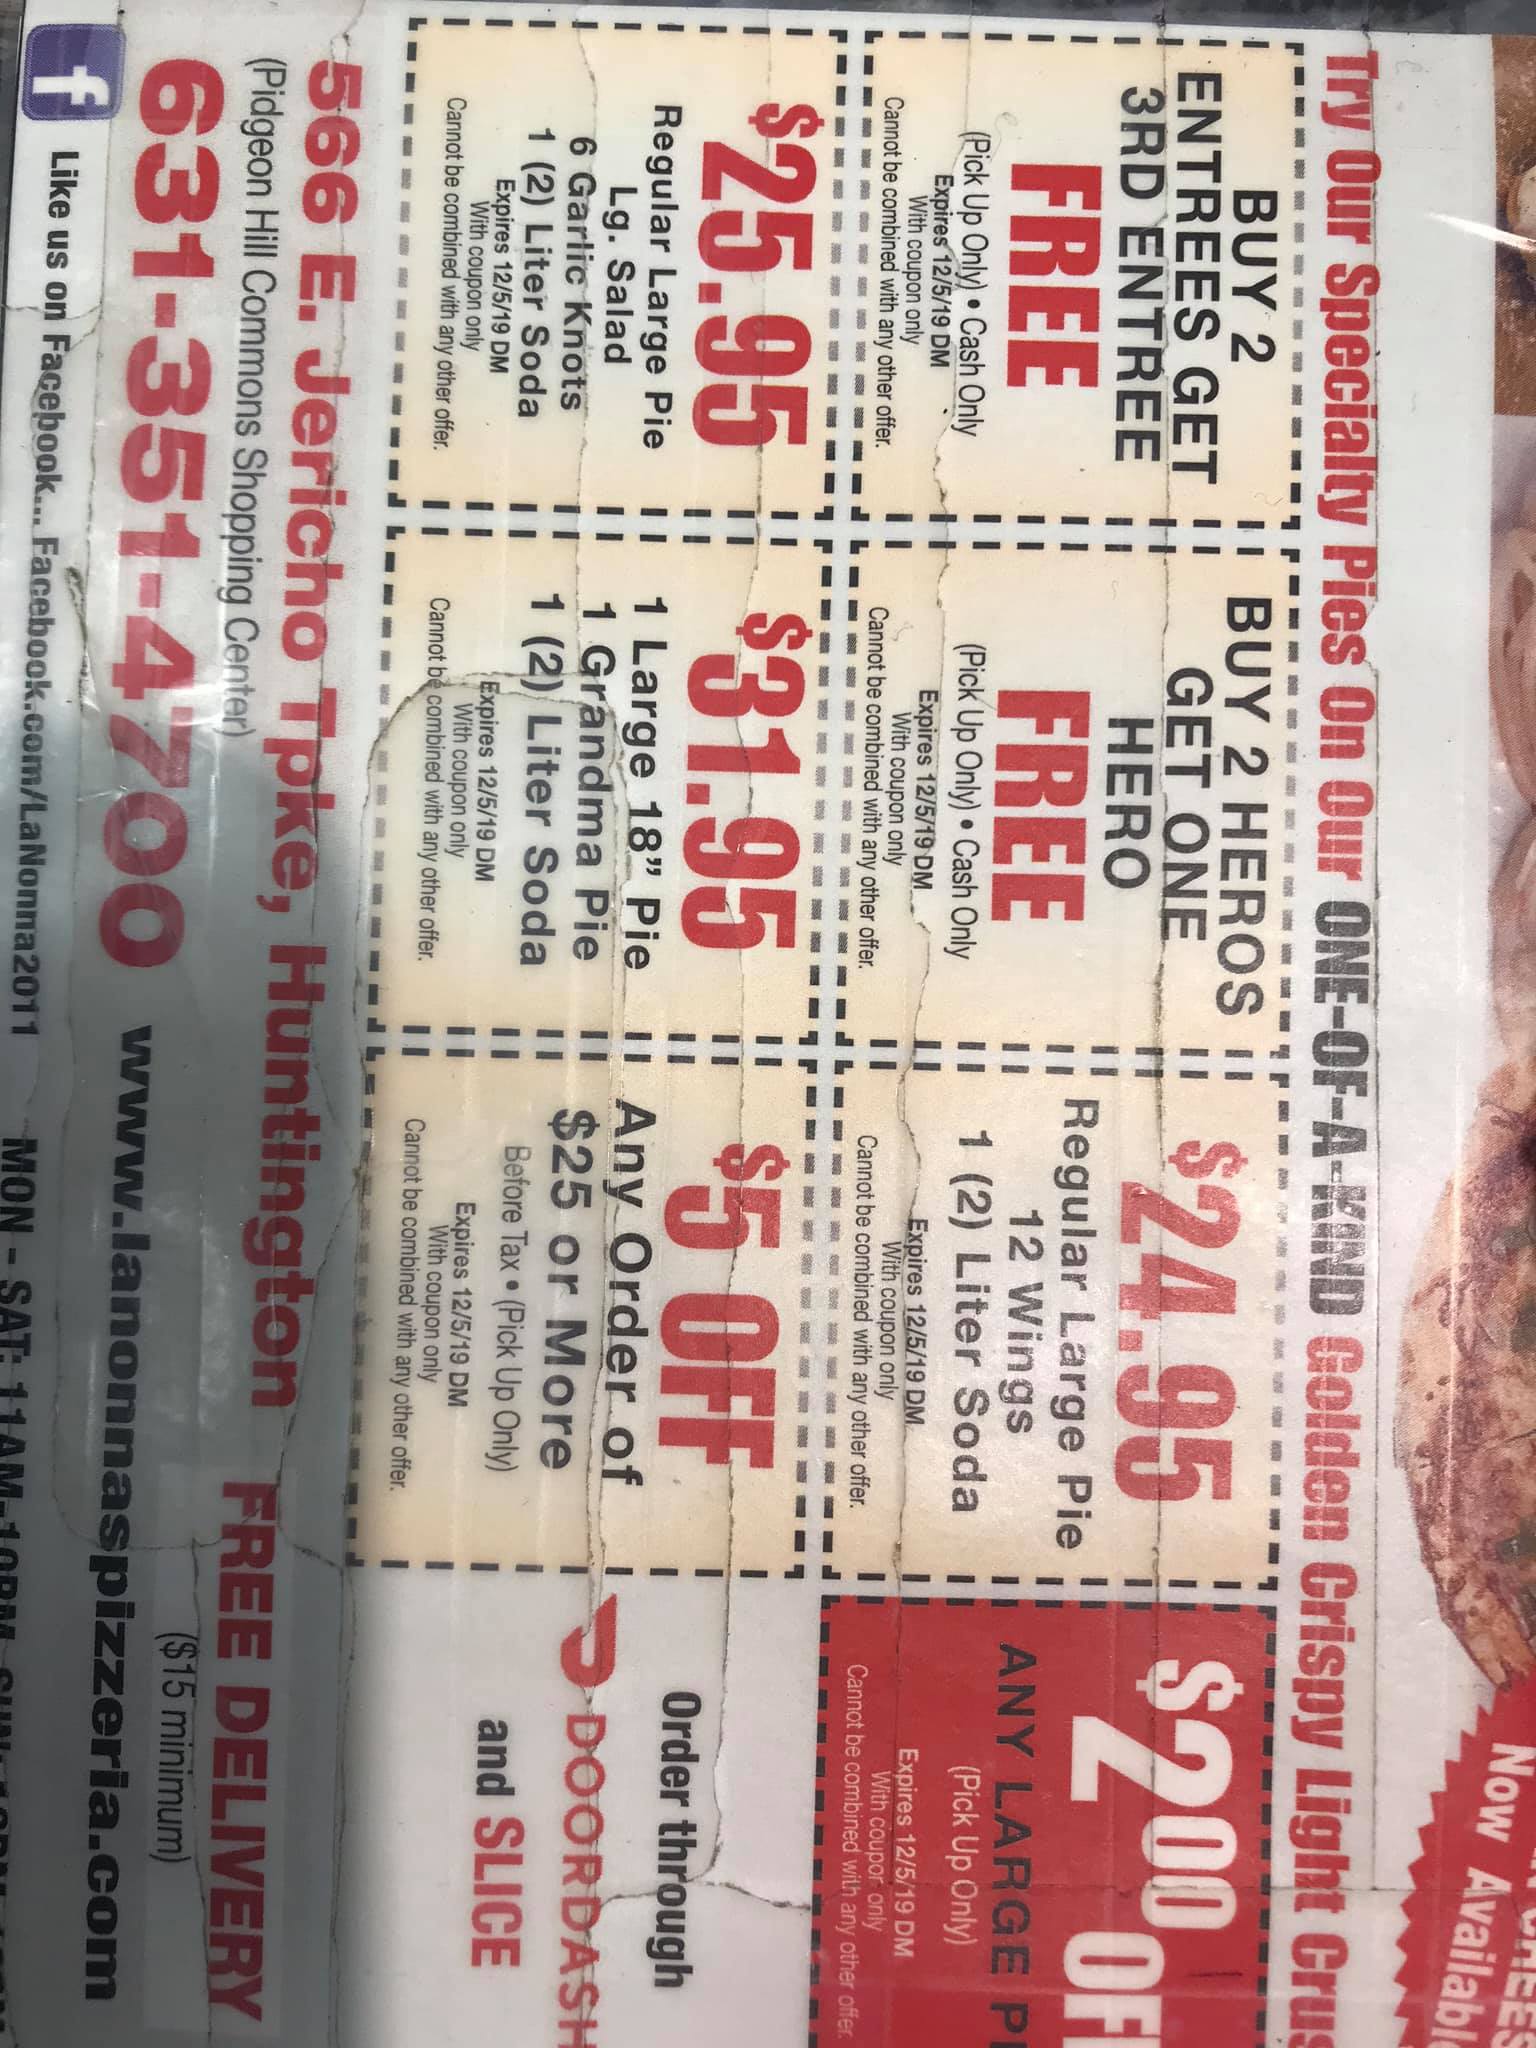 CHEES
Now Available
Try Our Specialty Pies On Our ONE-OF-A-KIND Golden Crispy Light Crus
BUY 2
ENTREES GET
3RD ENTREE
FREE
(Pick Up Only) • Cash Only
Expires 12/5/19 DM
With coupon only
Cannot be combined with any other offer.
BUY 2 HEROS
GET ONE
HERO
FREE
(Pick Up Only) • Cash Only
Expires 12/5/19 DM
With coupon only
Cannot be combined with any other offer.
$24.95
Regular Large Pie
12 Wings
1 (2) Liter Soda
Expires 12/5/19 DM
With coupon only
Cannot be combined with any other offer.
$2.00 OF
ANY LARGE PI
(Pick Up Only)
Expires 12/5/19 DM
With coupon only
Cannot be combined with any other offer.
$25.95
Regular Large Pie
Lg. Salad
6 Garlic Knots
1 (2) Liter Soda
Expires 12/5/19 DM
With coupon only
Cannot be combined with any other offer.
$31.95
1 Large 18” Pie
1 Grandma Pie
1 (2) Liter Soda
Expires 12/5/19 DM
With coupon only
Cannot be combined with any other offer.
$5 OFF
Any Order of
$25 or More
Before Tax • (Pick Up Only)
Expires 12/5/19 DM
With coupon only
Cannot be combined with any other offer.
Order through
DOORDASH
and SLICE
566 E. Jericho Tpke, Huntington FREE DELIVERY
(Pidgeon Hill Commons Shopping Center)
($15 minimum)
631-351-4700 www.lanonnaspizzeria.com
f Like us on Facebook... Facebook.com/LaNonna2011
MON - SAT: 11AM-10PM